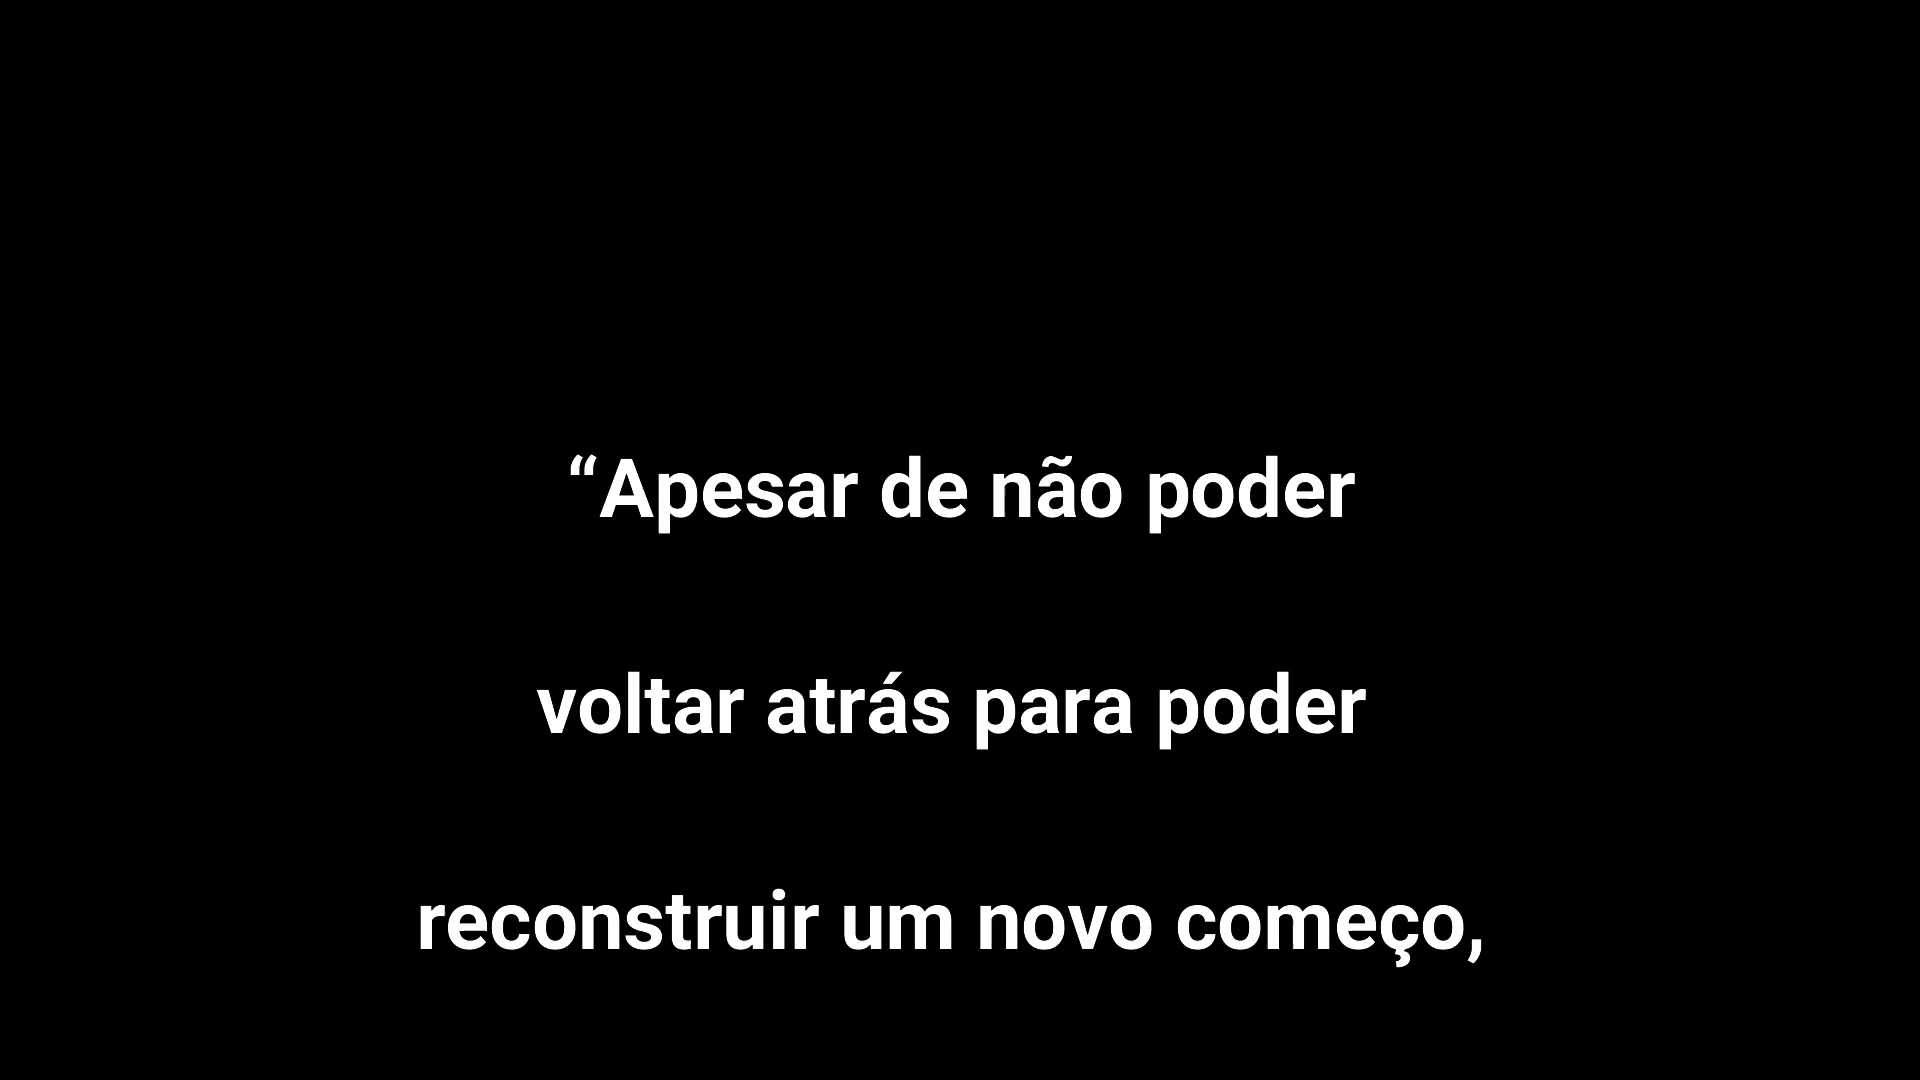 “Apesar de não poder
voltar atrás para poder
reconstruir um novo começo,